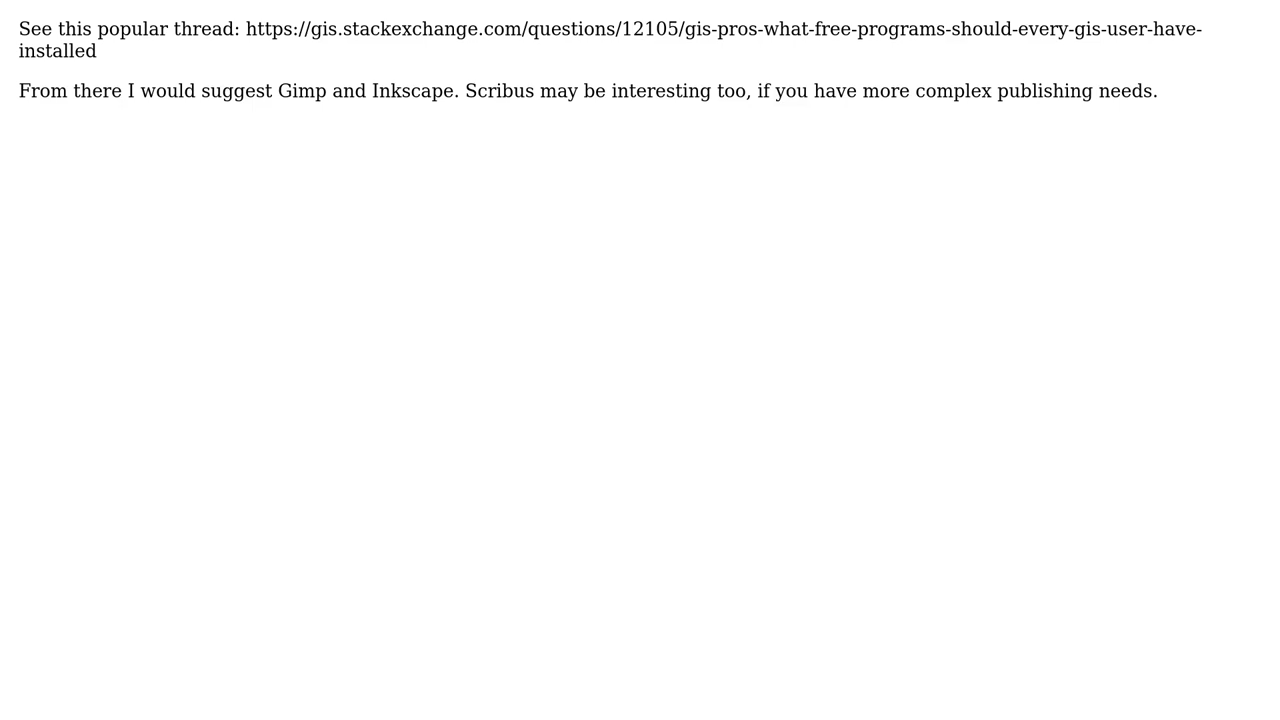 See this popular thread: https://gis.stackexchange.com/questions/12105/gis-pros-what-free-programs-should-every-gis-user-have-
installed
From there I would suggest Gimp and Inkscape. Scribus may be interesting too, if you have more complex publishing needs.